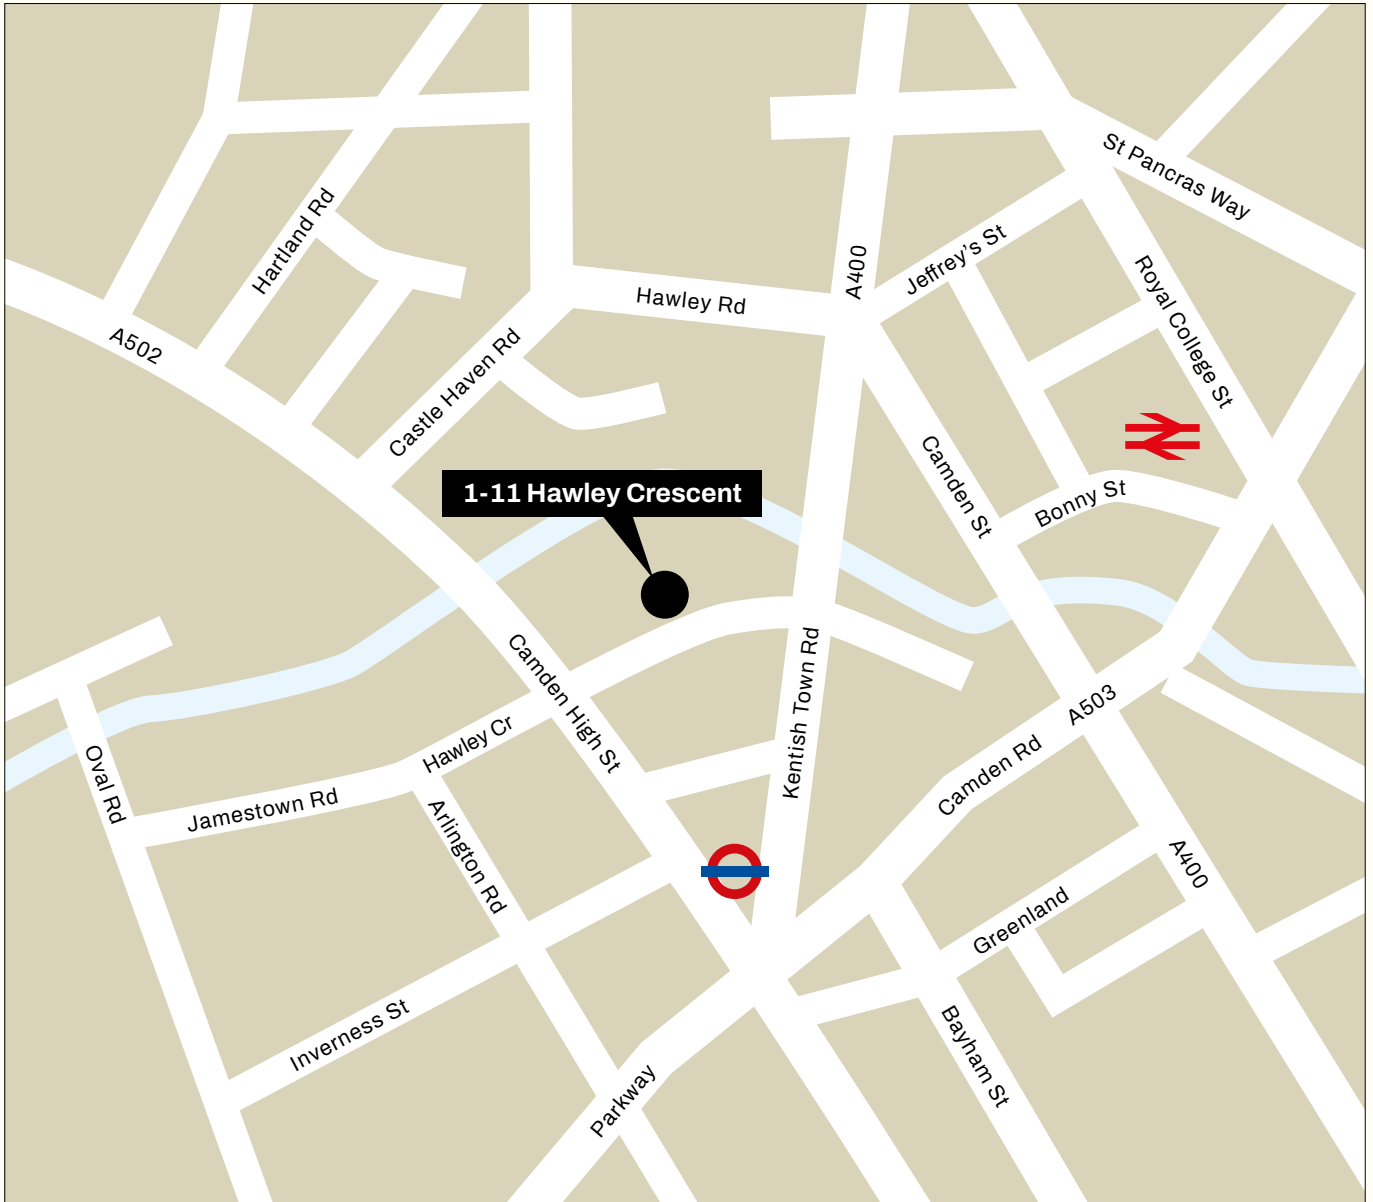 St Pancras Way
Hartland Rd
A400
Jeffrey's St
Royal College St
Hawley Rd
A502
Castle Haven Rd
Camden St
1-11 Hawley Crescent
Bonny St
Camden High St
Kentish Town Rd
A503
Hawley Cr
Oval Rd
Camden Rd
Jamestown Rd
Arlington Rd
A400
Greenland
Inverness St
Bayham St
Parkway